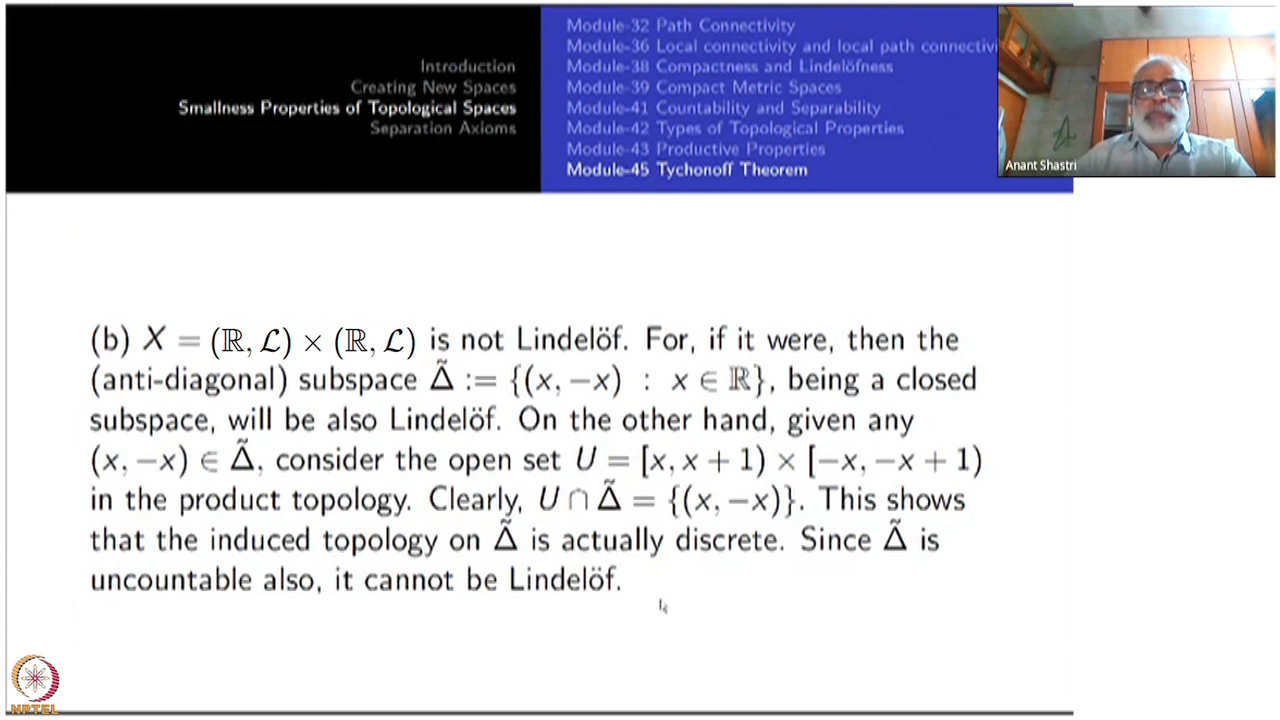 Introduction
Creating New Spaces
Smallness Properties of Topological Spaces
Separation Axioms
Module-32 Path Connectivity
Module-36 Local connectivity and local path connectivi
Module-38 Compactness and Lindelöfness
Module-39 Compact Metric Spaces
Module-41 Countability and Separability
Module-42 Types of Topological Properties
Module-43 Productive Properties
Module-45 Tychonoff Theorem
Anant Shastri
(b) X = (ℝ, ℒ) × (ℝ, ℒ) is not Lindelöf. For, if it were, then the
(anti-diagonal) subspace Δ̃ := {(x, −x) : x ∈ ℝ}, being a closed
subspace, will be also Lindelöf. On the other hand, given any
(x, −x) ∈ Δ̃, consider the open set U = [x, x + 1) × [−x, −x + 1)
in the product topology. Clearly, U ∩ Δ̃ = {(x, −x)}. This shows
that the induced topology on Δ̃ is actually discrete. Since Δ̃ is
uncountable also, it cannot be Lindelöf.
NPTEL